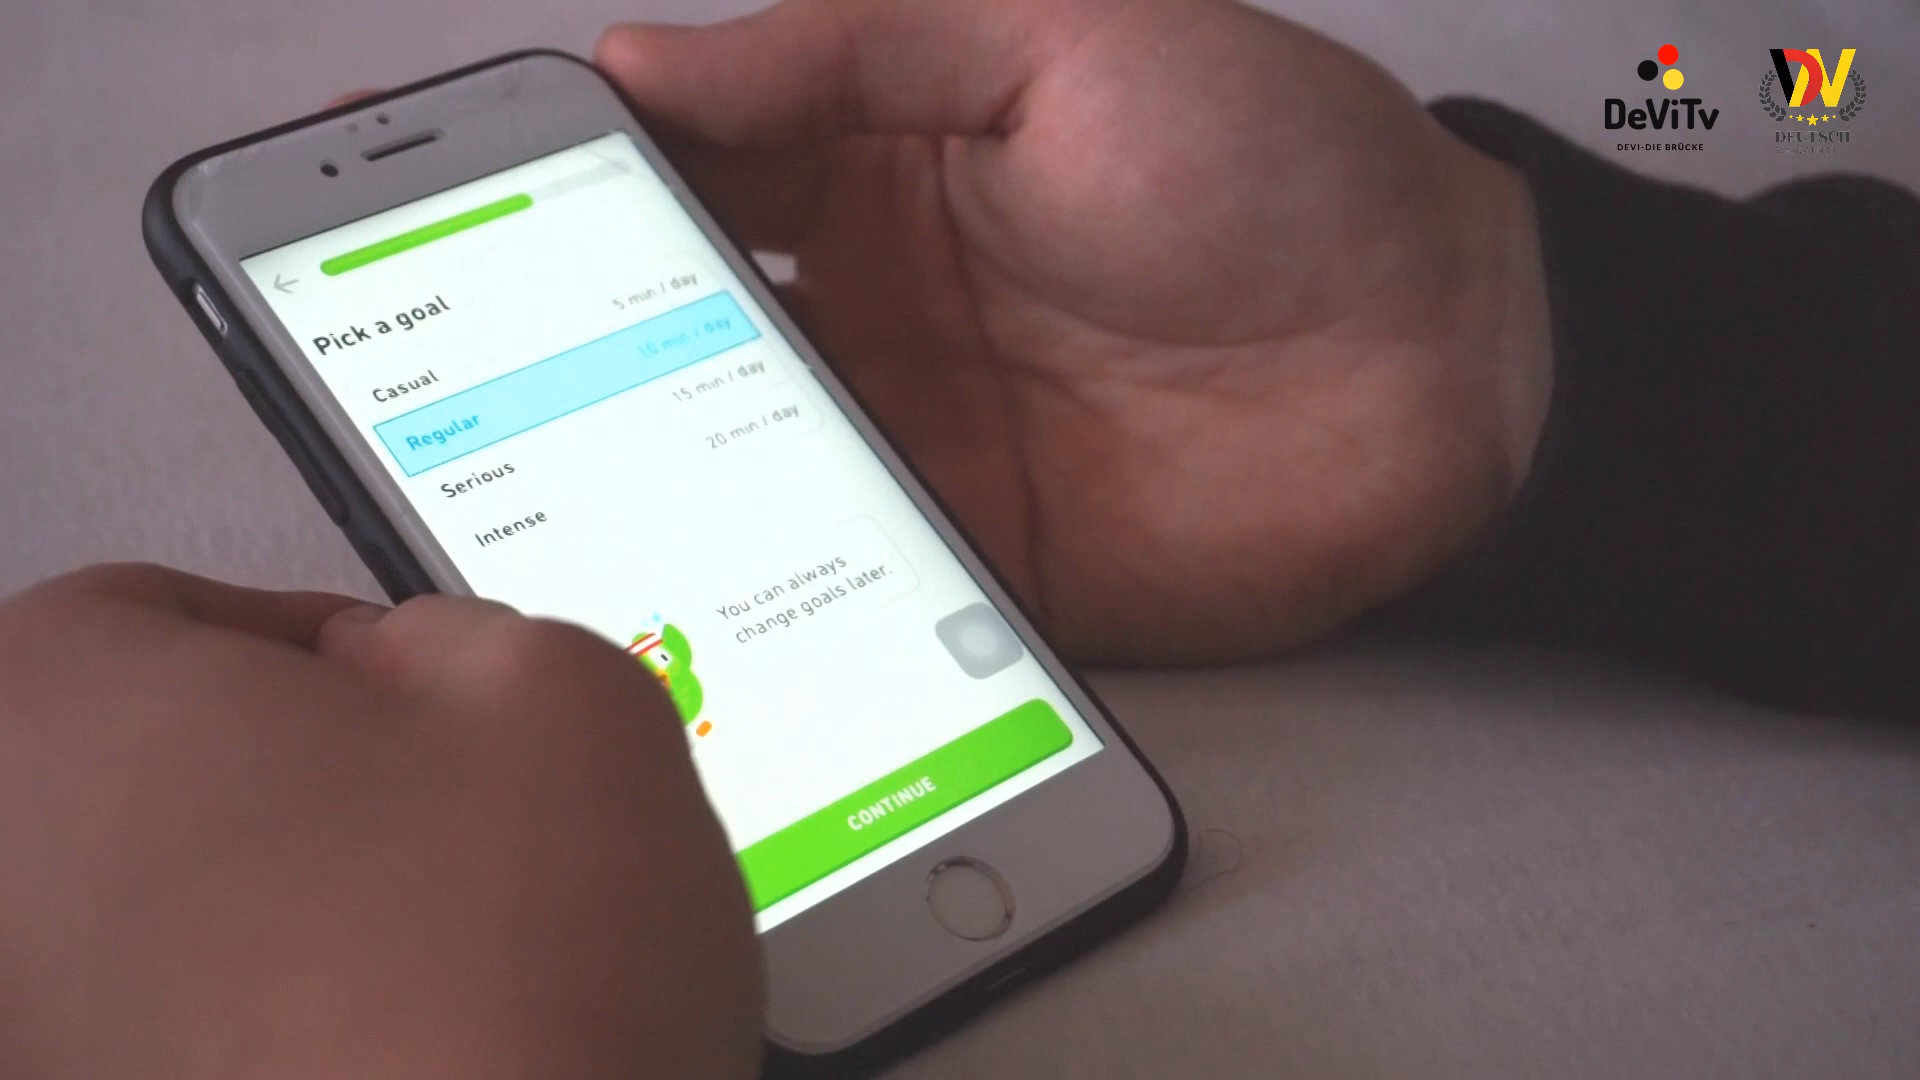 DeViTv
DEVI-DIE BRÜCKE
DEUTSCH
Pick a goal
Casual 5 min / day
Regular 10 min / day
Serious 15 min / day
Intense 20 min / day
You can always
change goals later.
CONTINUE